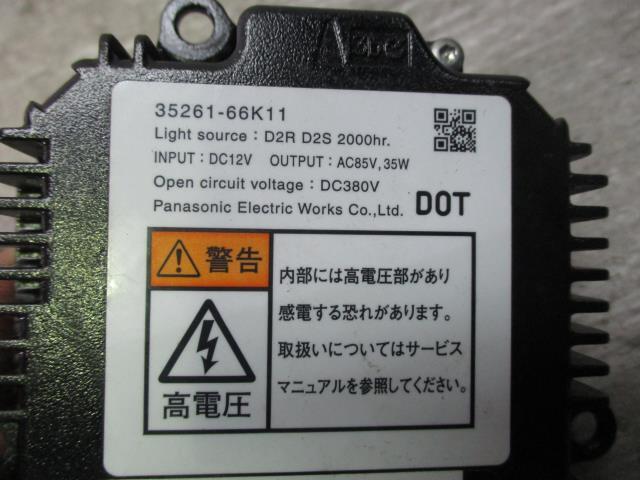 35261-66K11
Light source : D2R D2S 2000hr.
INPUT : DC12V OUTPUT : AC85V, 35W
Open circuit voltage : DC380V
Panasonic Electric Works Co.,Ltd. DOT
警告
高電圧
内部には高電圧部があり
感電する恐れがあります。
取扱いについてはサービス
マニュアルを参照してください。